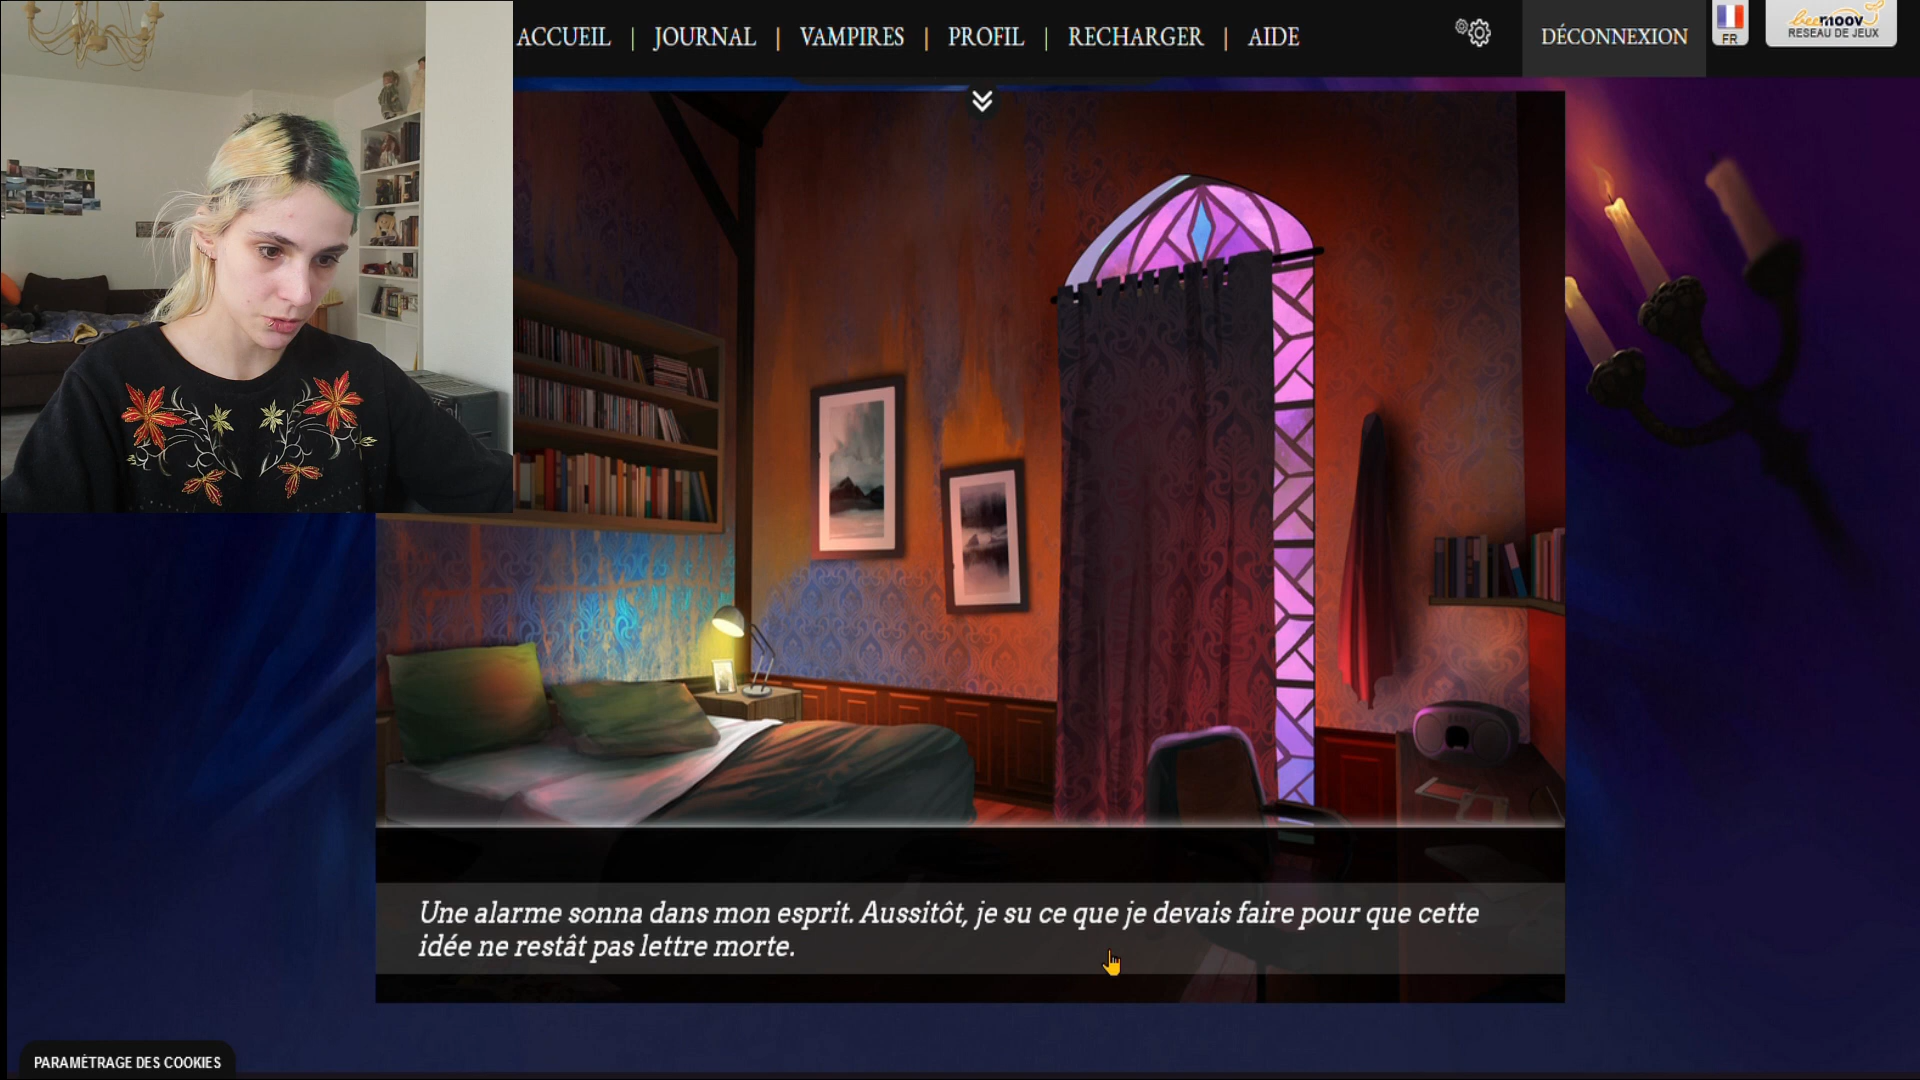 ACCUEIL | JOURNAL | VAMPIRES | PROFIL | RECHARGER | AIDE
DÉCONNEXION
FR
beemoov
RESEAU DE JEUX
Une alarme sonna dans mon esprit. Aussitôt, je su ce que je devais faire pour que cette
idée ne restât pas lettre morte.
PARAMÉTRAGE DES COOKIES